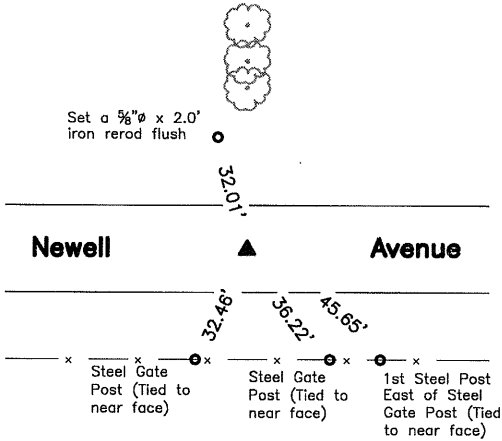 Set a ⅝"ø x 2.0'
iron rerod flush
32.01'
Newell Avenue
32.46'
36.22'
45.65'
Steel Gate
Post (Tied to
near face)
Steel Gate
Post (Tied to
near face)
1st Steel Post
East of Steel
Gate Post (Tied
to near face)